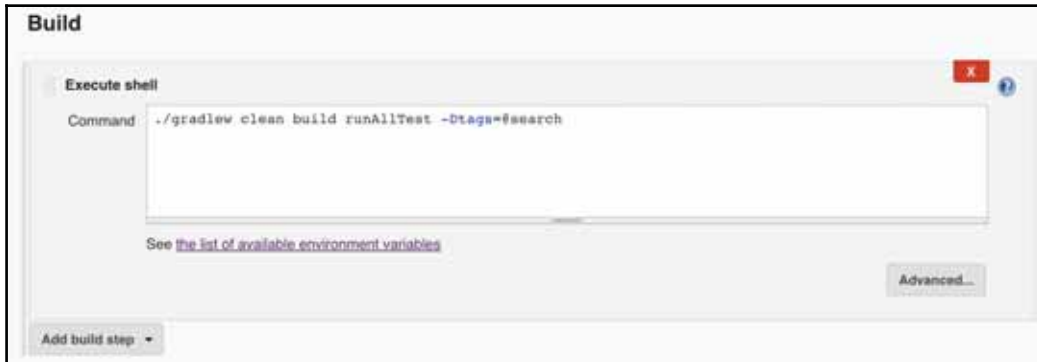 Build
X
Execute shell
Command ./gradlew clean build runAllTest -Dtags=@search
See the list of available environment variables
Advanced...
Add build step